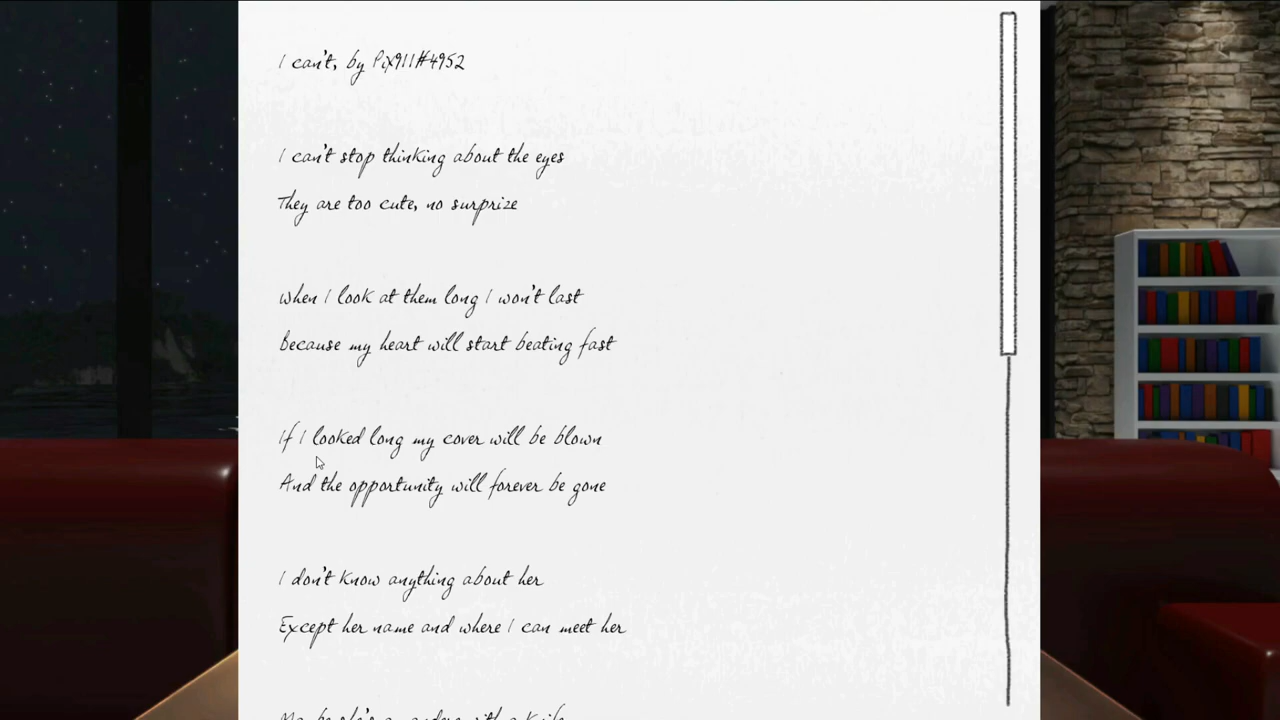 I can't, by Pix911#4952
I can't stop thinking about the eyes
They are too cute, no surprize
When I look at them long I won't last
Because my heart will start beating fast
If I looked long my cover will be blown
And the opportunity will forever be gone
I don't know anything about her
Except her name and where I can meet her